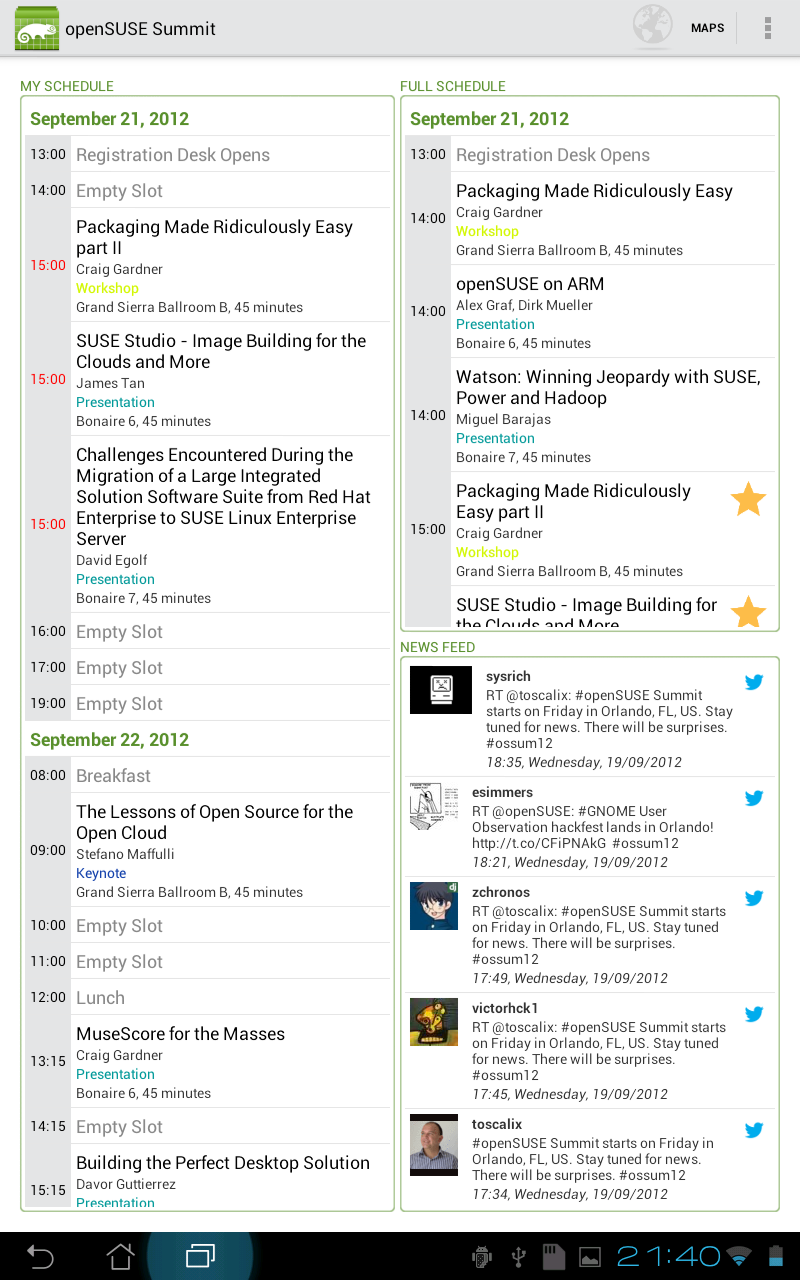 openSUSE Summit
MAPS
MY SCHEDULE
September 21, 2012
13:00
Registration Desk Opens
14:00
Empty Slot
15:00
Packaging Made Ridiculously Easy
part II
Craig Gardner
Workshop
Grand Sierra Ballroom B, 45 minutes
15:00
SUSE Studio - Image Building for the
Clouds and More
James Tan
Presentation
Bonaire 6, 45 minutes
15:00
Challenges Encountered During the
Migration of a Large Integrated
Solution Software Suite from Red Hat
Enterprise to SUSE Linux Enterprise
Server
David Egolf
Presentation
Bonaire 7, 45 minutes
16:00
Empty Slot
17:00
Empty Slot
19:00
Empty Slot
September 22, 2012
08:00
Breakfast
09:00
The Lessons of Open Source for the
Open Cloud
Stefano Maffulli
Keynote
Grand Sierra Ballroom B, 45 minutes
10:00
Empty Slot
11:00
Empty Slot
12:00
Lunch
13:15
MuseScore for the Masses
Craig Gardner
Presentation
Bonaire 6, 45 minutes
14:15
Empty Slot
15:15
Building the Perfect Desktop Solution
Davor Guttierrez
Presentation
FULL SCHEDULE
September 21, 2012
13:00
Registration Desk Opens
14:00
Packaging Made Ridiculously Easy
Craig Gardner
Workshop
Grand Sierra Ballroom B, 45 minutes
14:00
openSUSE on ARM
Alex Graf, Dirk Mueller
Presentation
Bonaire 6, 45 minutes
14:00
Watson: Winning Jeopardy with SUSE,
Power and Hadoop
Miguel Barajas
Presentation
Bonaire 7, 45 minutes
15:00
Packaging Made Ridiculously
Easy part II
Craig Gardner
Workshop
Grand Sierra Ballroom B, 45 minutes
SUSE Studio - Image Building for
the Clouds and More
NEWS FEED
sysrich
RT @toscalix: #openSUSE Summit
starts on Friday in Orlando, FL, US. Stay
tuned for news. There will be surprises.
#ossum12
18:35, Wednesday, 19/09/2012
esimmers
RT @openSUSE: #GNOME User
Observation hackfest lands in Orlando!
http://t.co/CFiPNAkG #ossum12
18:21, Wednesday, 19/09/2012
dj
zchronos
RT @toscalix: #openSUSE Summit starts
on Friday in Orlando, FL, US. Stay tuned
for news. There will be surprises.
#ossum12
17:49, Wednesday, 19/09/2012
victorhck1
RT @toscalix: #openSUSE Summit starts
on Friday in Orlando, FL, US. Stay tuned
for news. There will be surprises.
#ossum12
17:45, Wednesday, 19/09/2012
toscalix
#openSUSE Summit starts on Friday in
Orlando, FL, US. Stay tuned for news.
There will be surprises. #ossum12
17:34, Wednesday, 19/09/2012
21:40